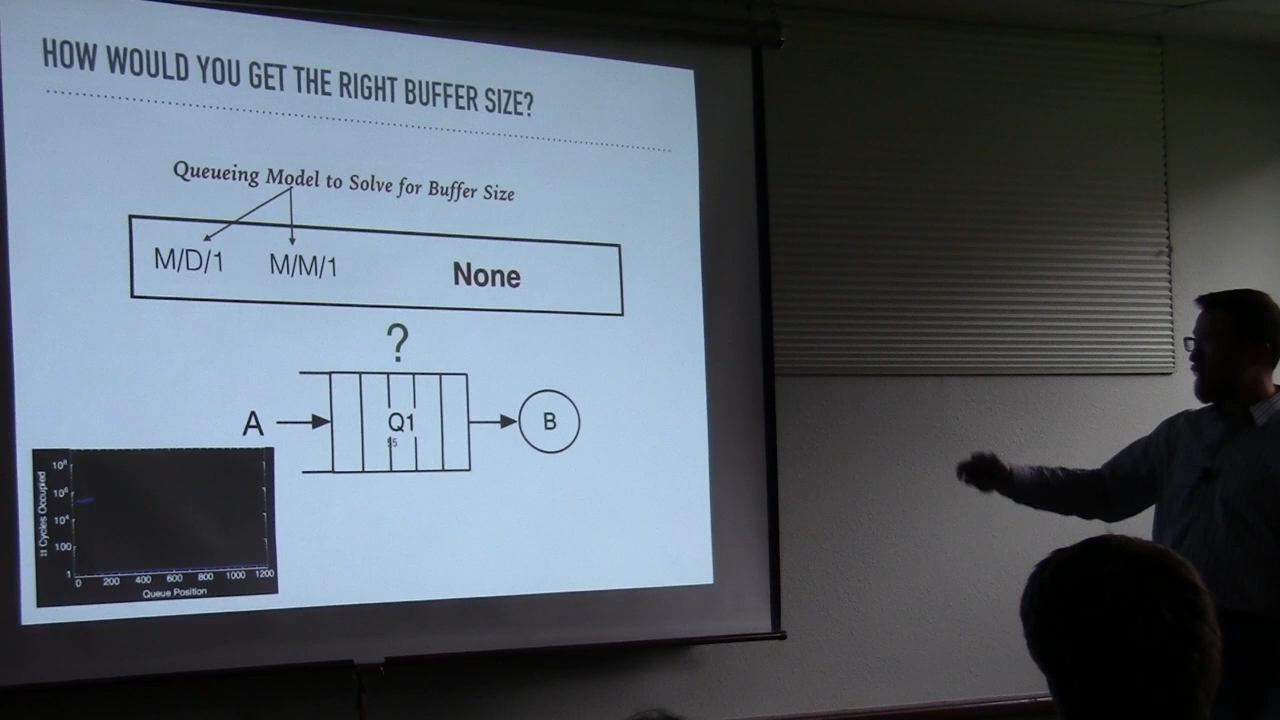 HOW WOULD YOU GET THE RIGHT BUFFER SIZE?
Queueing Model to Solve for Buffer Size
M/D/1 M/M/1 None
?
A Q1 B
# Cycles Occupied
10⁸
10⁶
10⁴
100
1
0 200 400 600 800 1000 1200
Queue Position